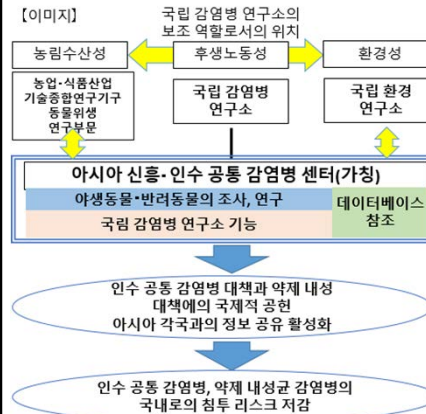 【이미지】
국립 감염병 연구소의
보조 역할로서의 위치
농림수산성
후생노동성
환경성
농업·식품산업
기술종합연구기구
동물위생
연구부문
국립 감염병
연구소
국립 환경
연구소
아시아 신흥·인수 공통 감염병 센터(가칭)
야생동물·반려동물의 조사, 연구
국립 감염병 연구소 기능
데이터베이스
참조
인수 공통 감염병 대책과 약제 내성
대책에의 국제적 공헌
아시아 각국과의 정보 공유 활성화
인수 공통 감염병, 약제 내성균 감염병의
국내로의 침투 리스크 저감